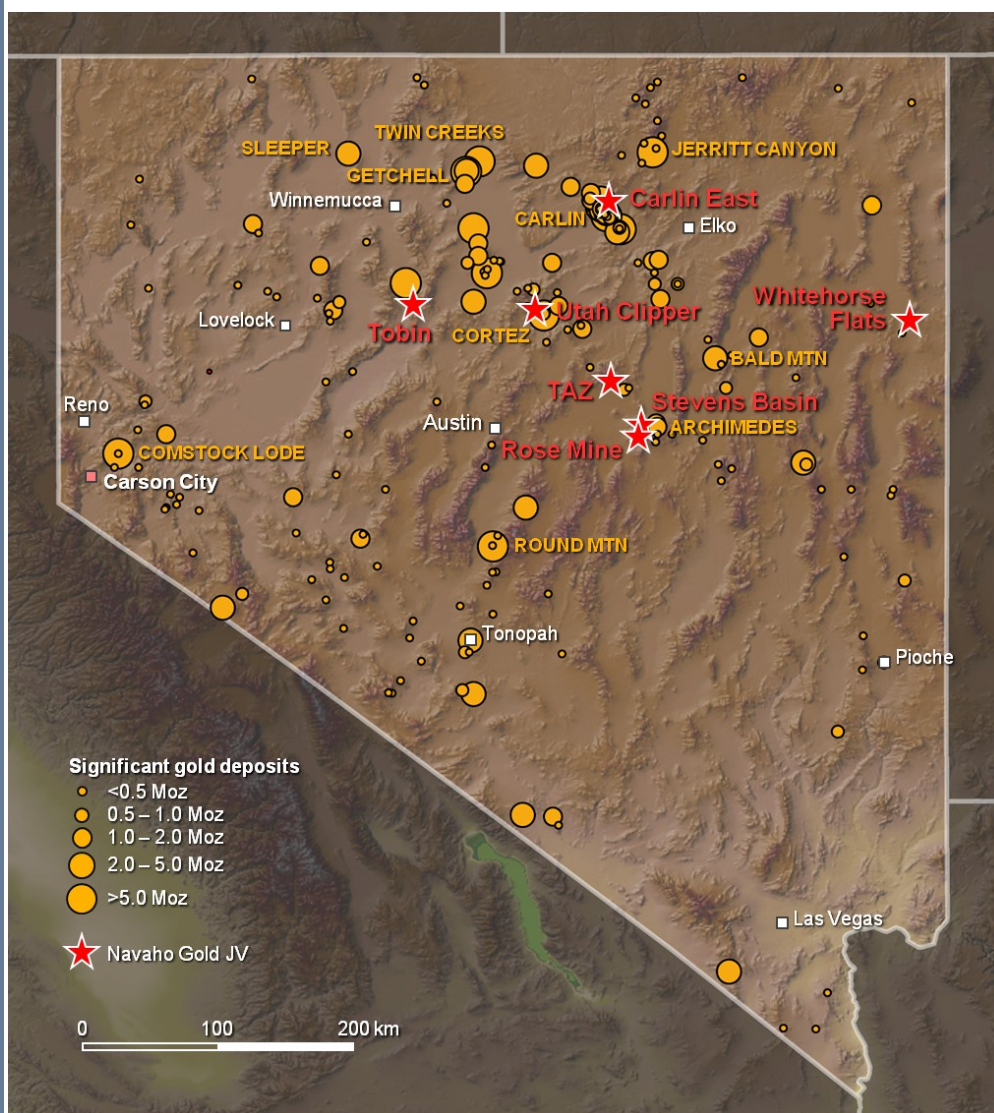 TWIN CREEKS
SLEEPER
JERRITT CANYON
GETCHELL
Winnemucca
Carlin East
CARLIN
Elko
Whitehorse
Flats
Utah Clipper
Lovelock
Tobin
CORTEZ
BALD MTN
TAZ
Stevens Basin
Reno
Austin
ARCHIMEDES
Rose Mine
COMSTOCK LODE
Carson City
ROUND MTN
Tonopah
Pioche
Significant gold deposits
<0.5 Moz
0.5 – 1.0 Moz
1.0 – 2.0 Moz
2.0 – 5.0 Moz
>5.0 Moz
Las Vegas
Navaho Gold JV
0 100 200 km